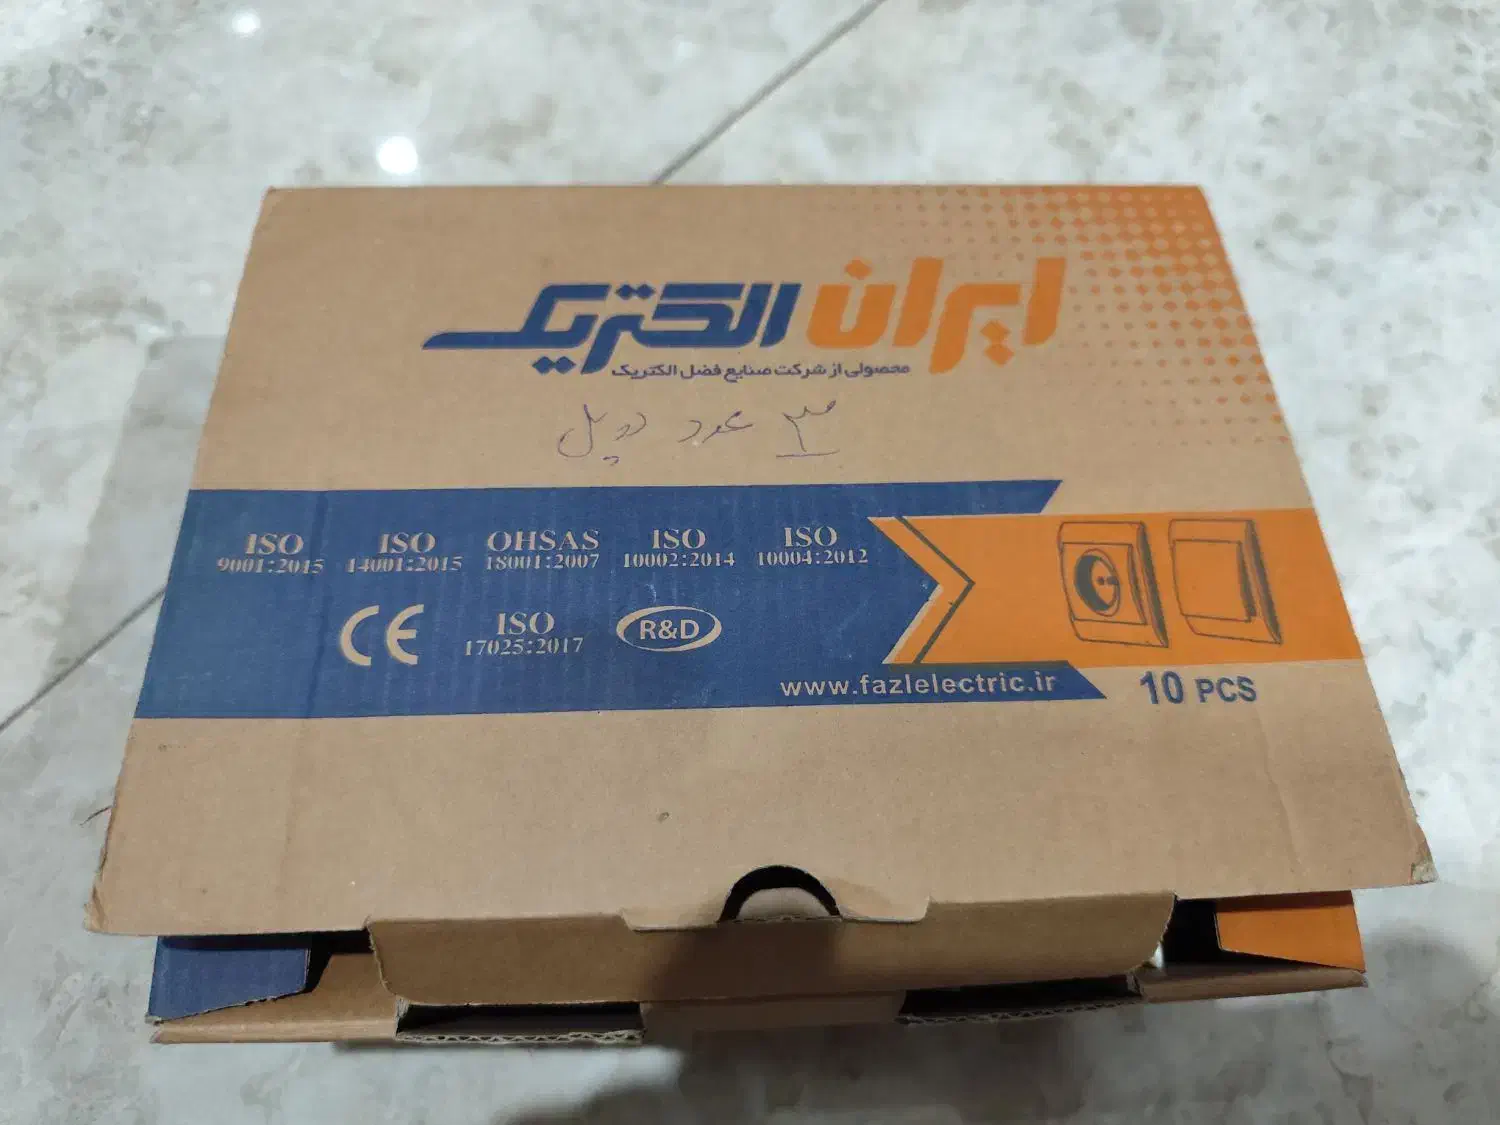 ایران الکتریک
محصولی از شرکت صنایع فضل الکتریک
۳ عدد دوپل
ISO ISO OHSAS ISO ISO
9001:2015 14001:2015 18001:2007 10002:2014 10004:2012
CE ISO R&D
17025:2017
www.fazlelectric.ir
10 PCS